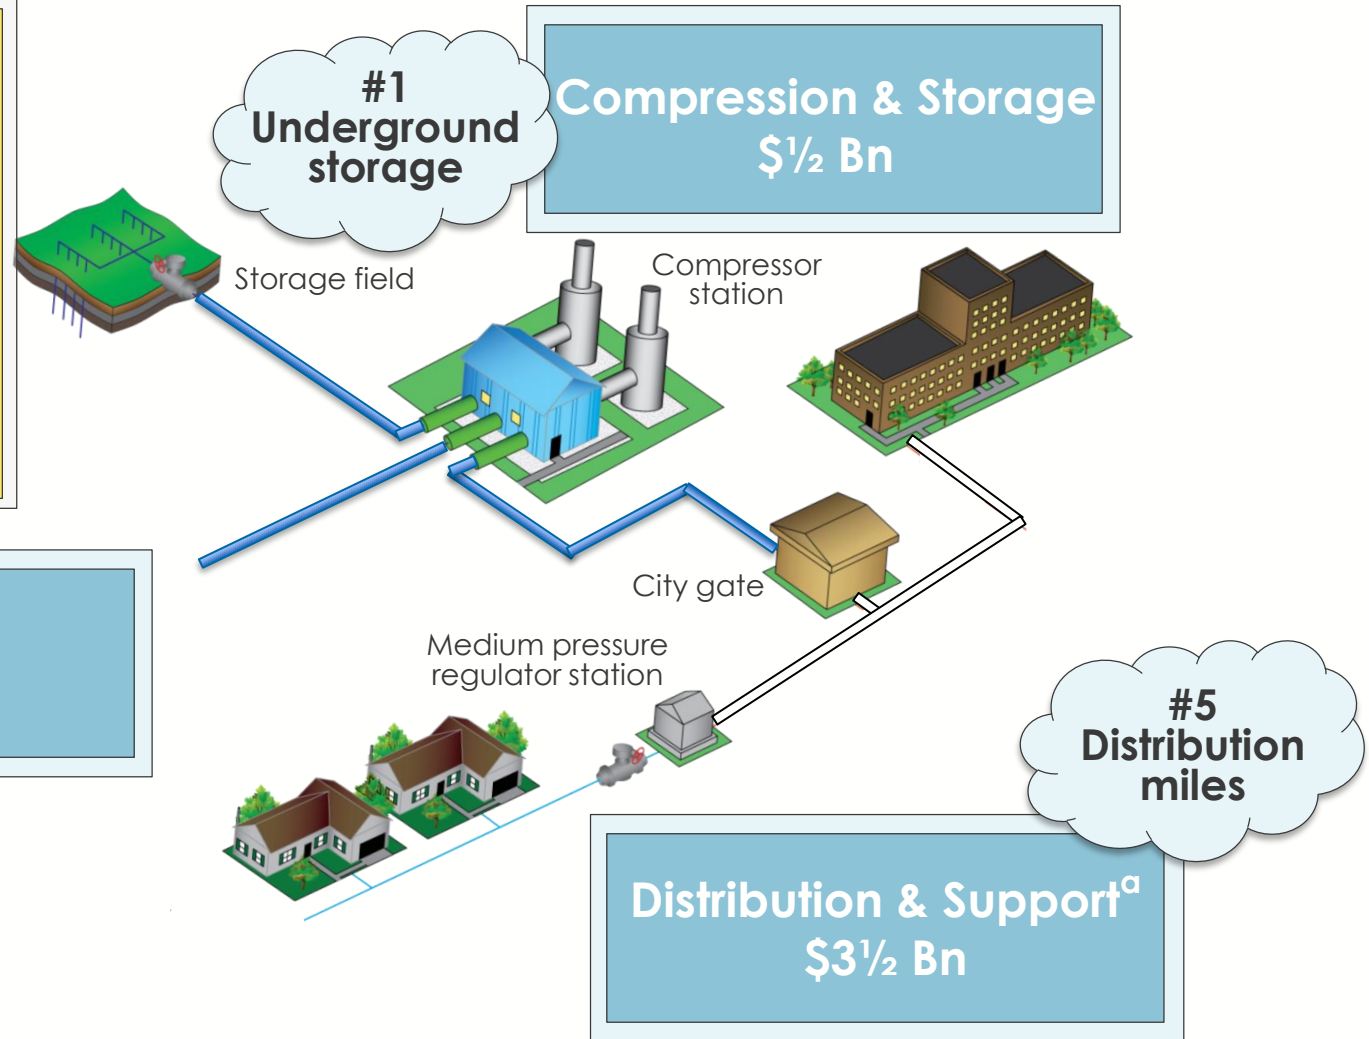 #1
Underground
storage
Compression & Storage
$½ Bn
Storage field
Compressor
station
City gate
Medium pressure
regulator station
#5
Distribution
miles
Distribution & Supportᵃ
$3½ Bn